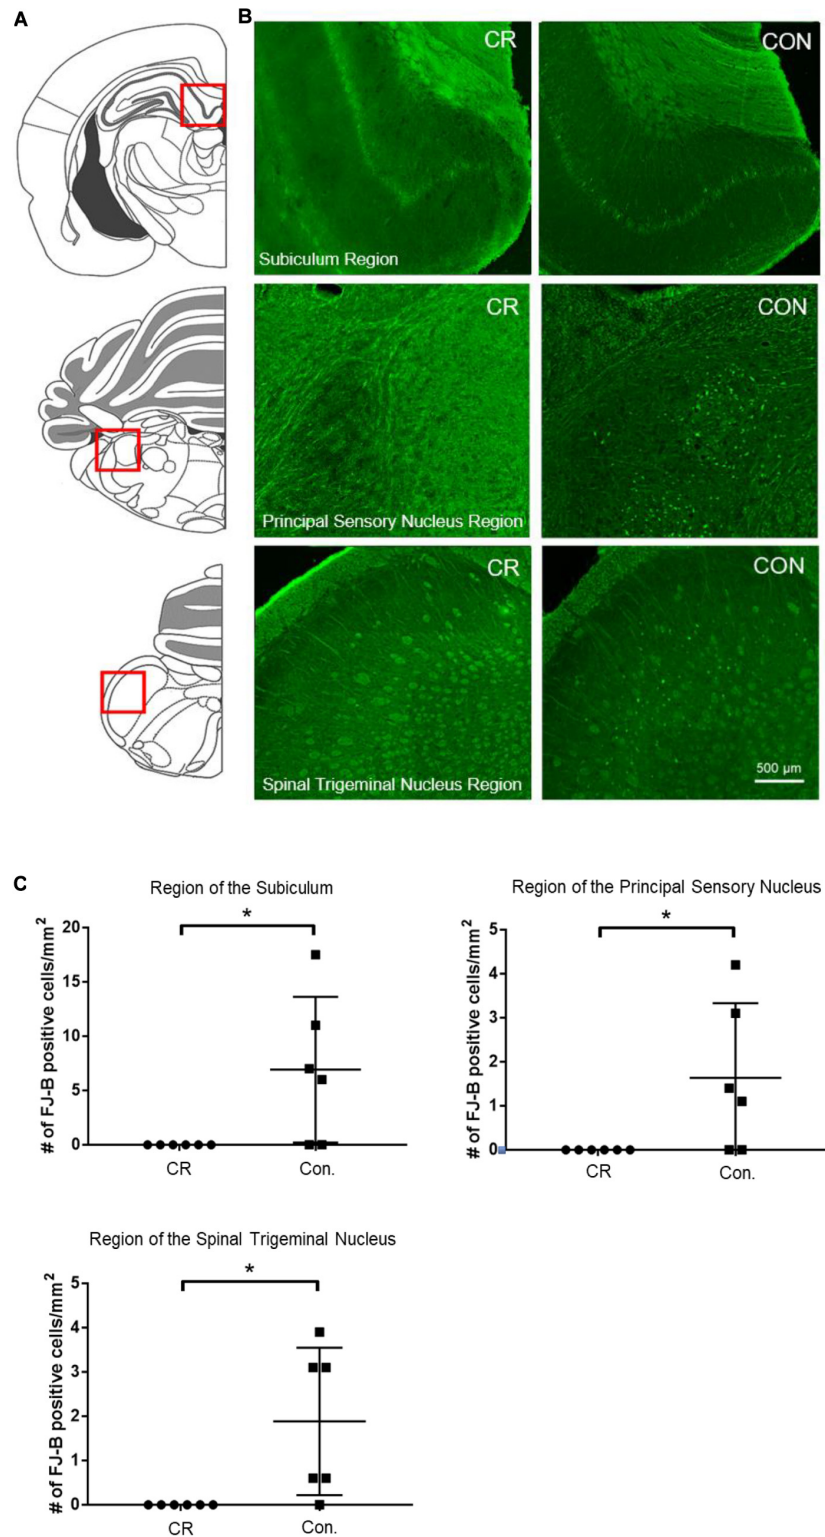 A
B
CR
CON
Subiculum Region
CR
CON
Principal Sensory Nucleus Region
CR
CON
Spinal Trigeminal Nucleus Region
500 µm
C
Region of the Subiculum
# of FJ-B positive cells/mm²
20
15
10
5
0
*
CR
Con.
Region of the Principal Sensory Nucleus
# of FJ-B positive cells/mm²
5
4
3
2
1
0
*
CR
Con.
Region of the Spinal Trigeminal Nucleus
# of FJ-B positive cells/mm²
5
4
3
2
1
0
*
CR
Con.